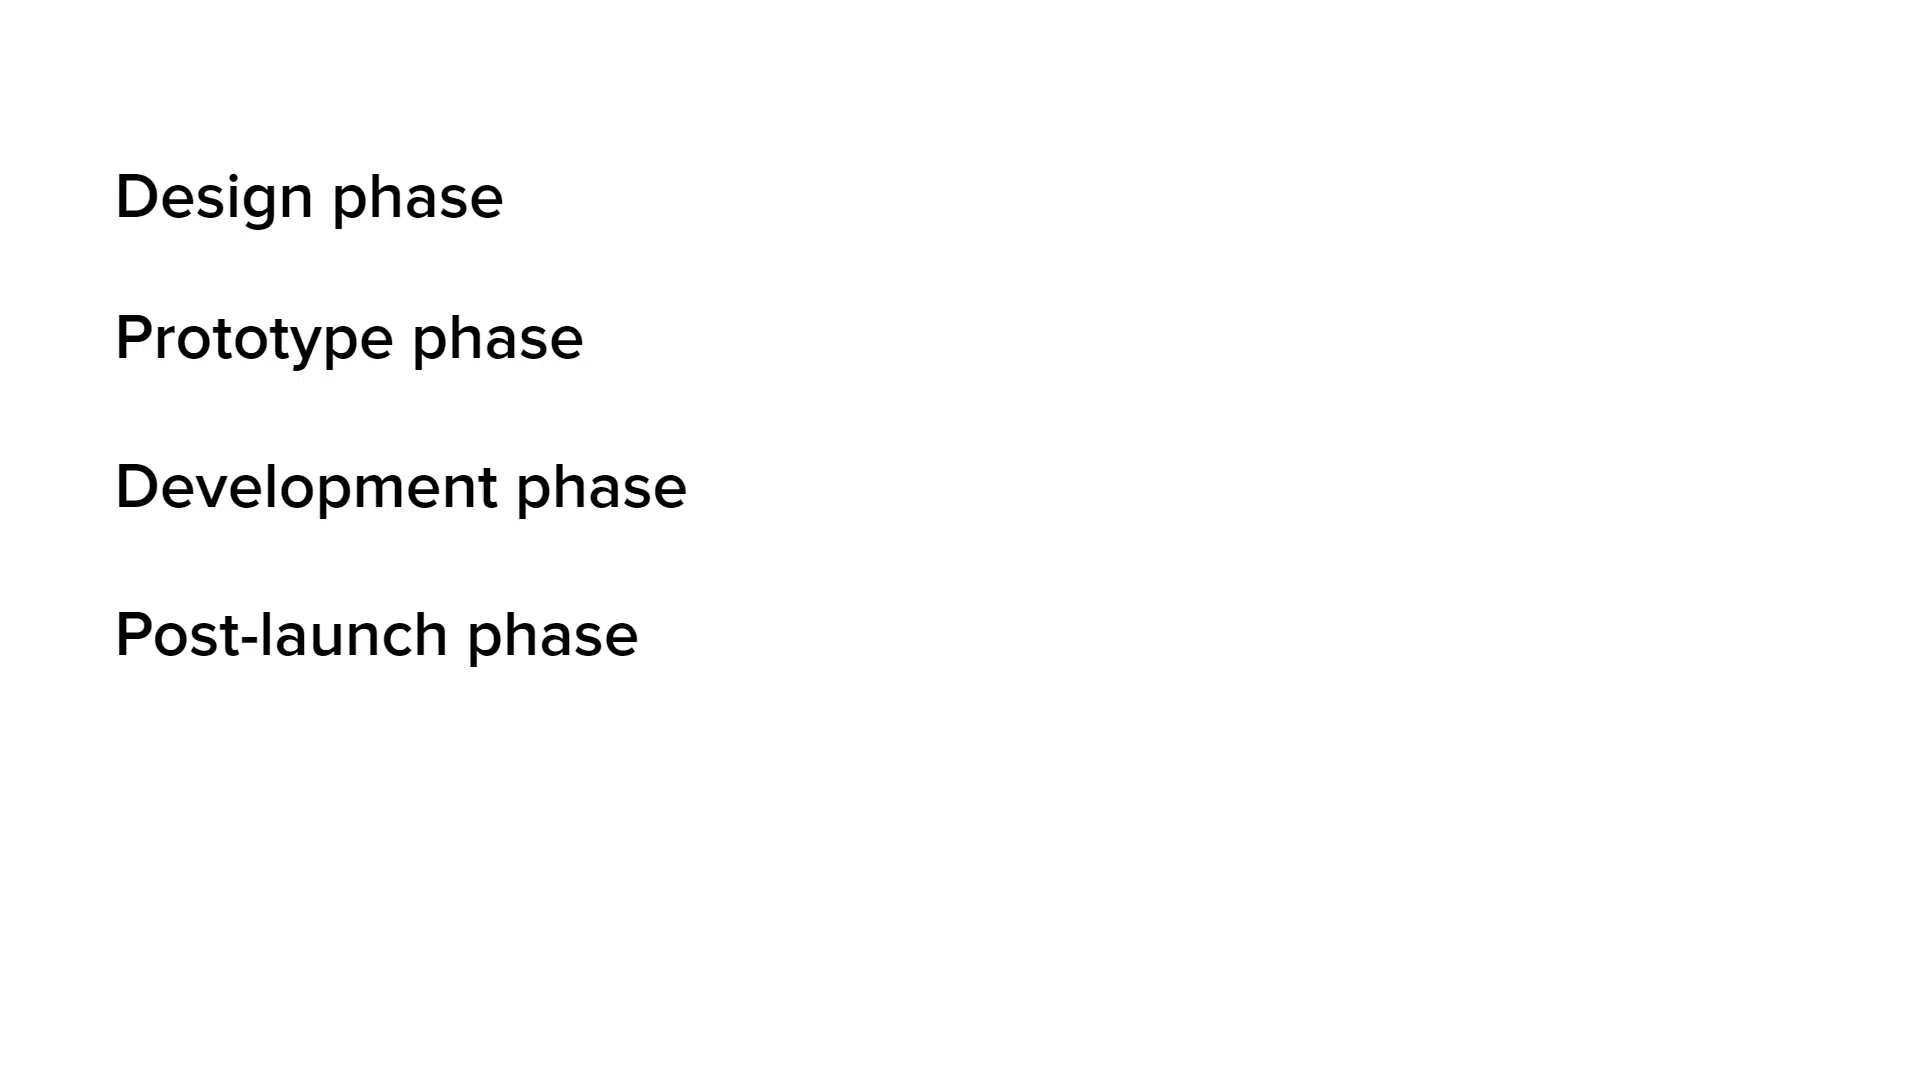 Design phase
Prototype phase
Development phase
Post-launch phase